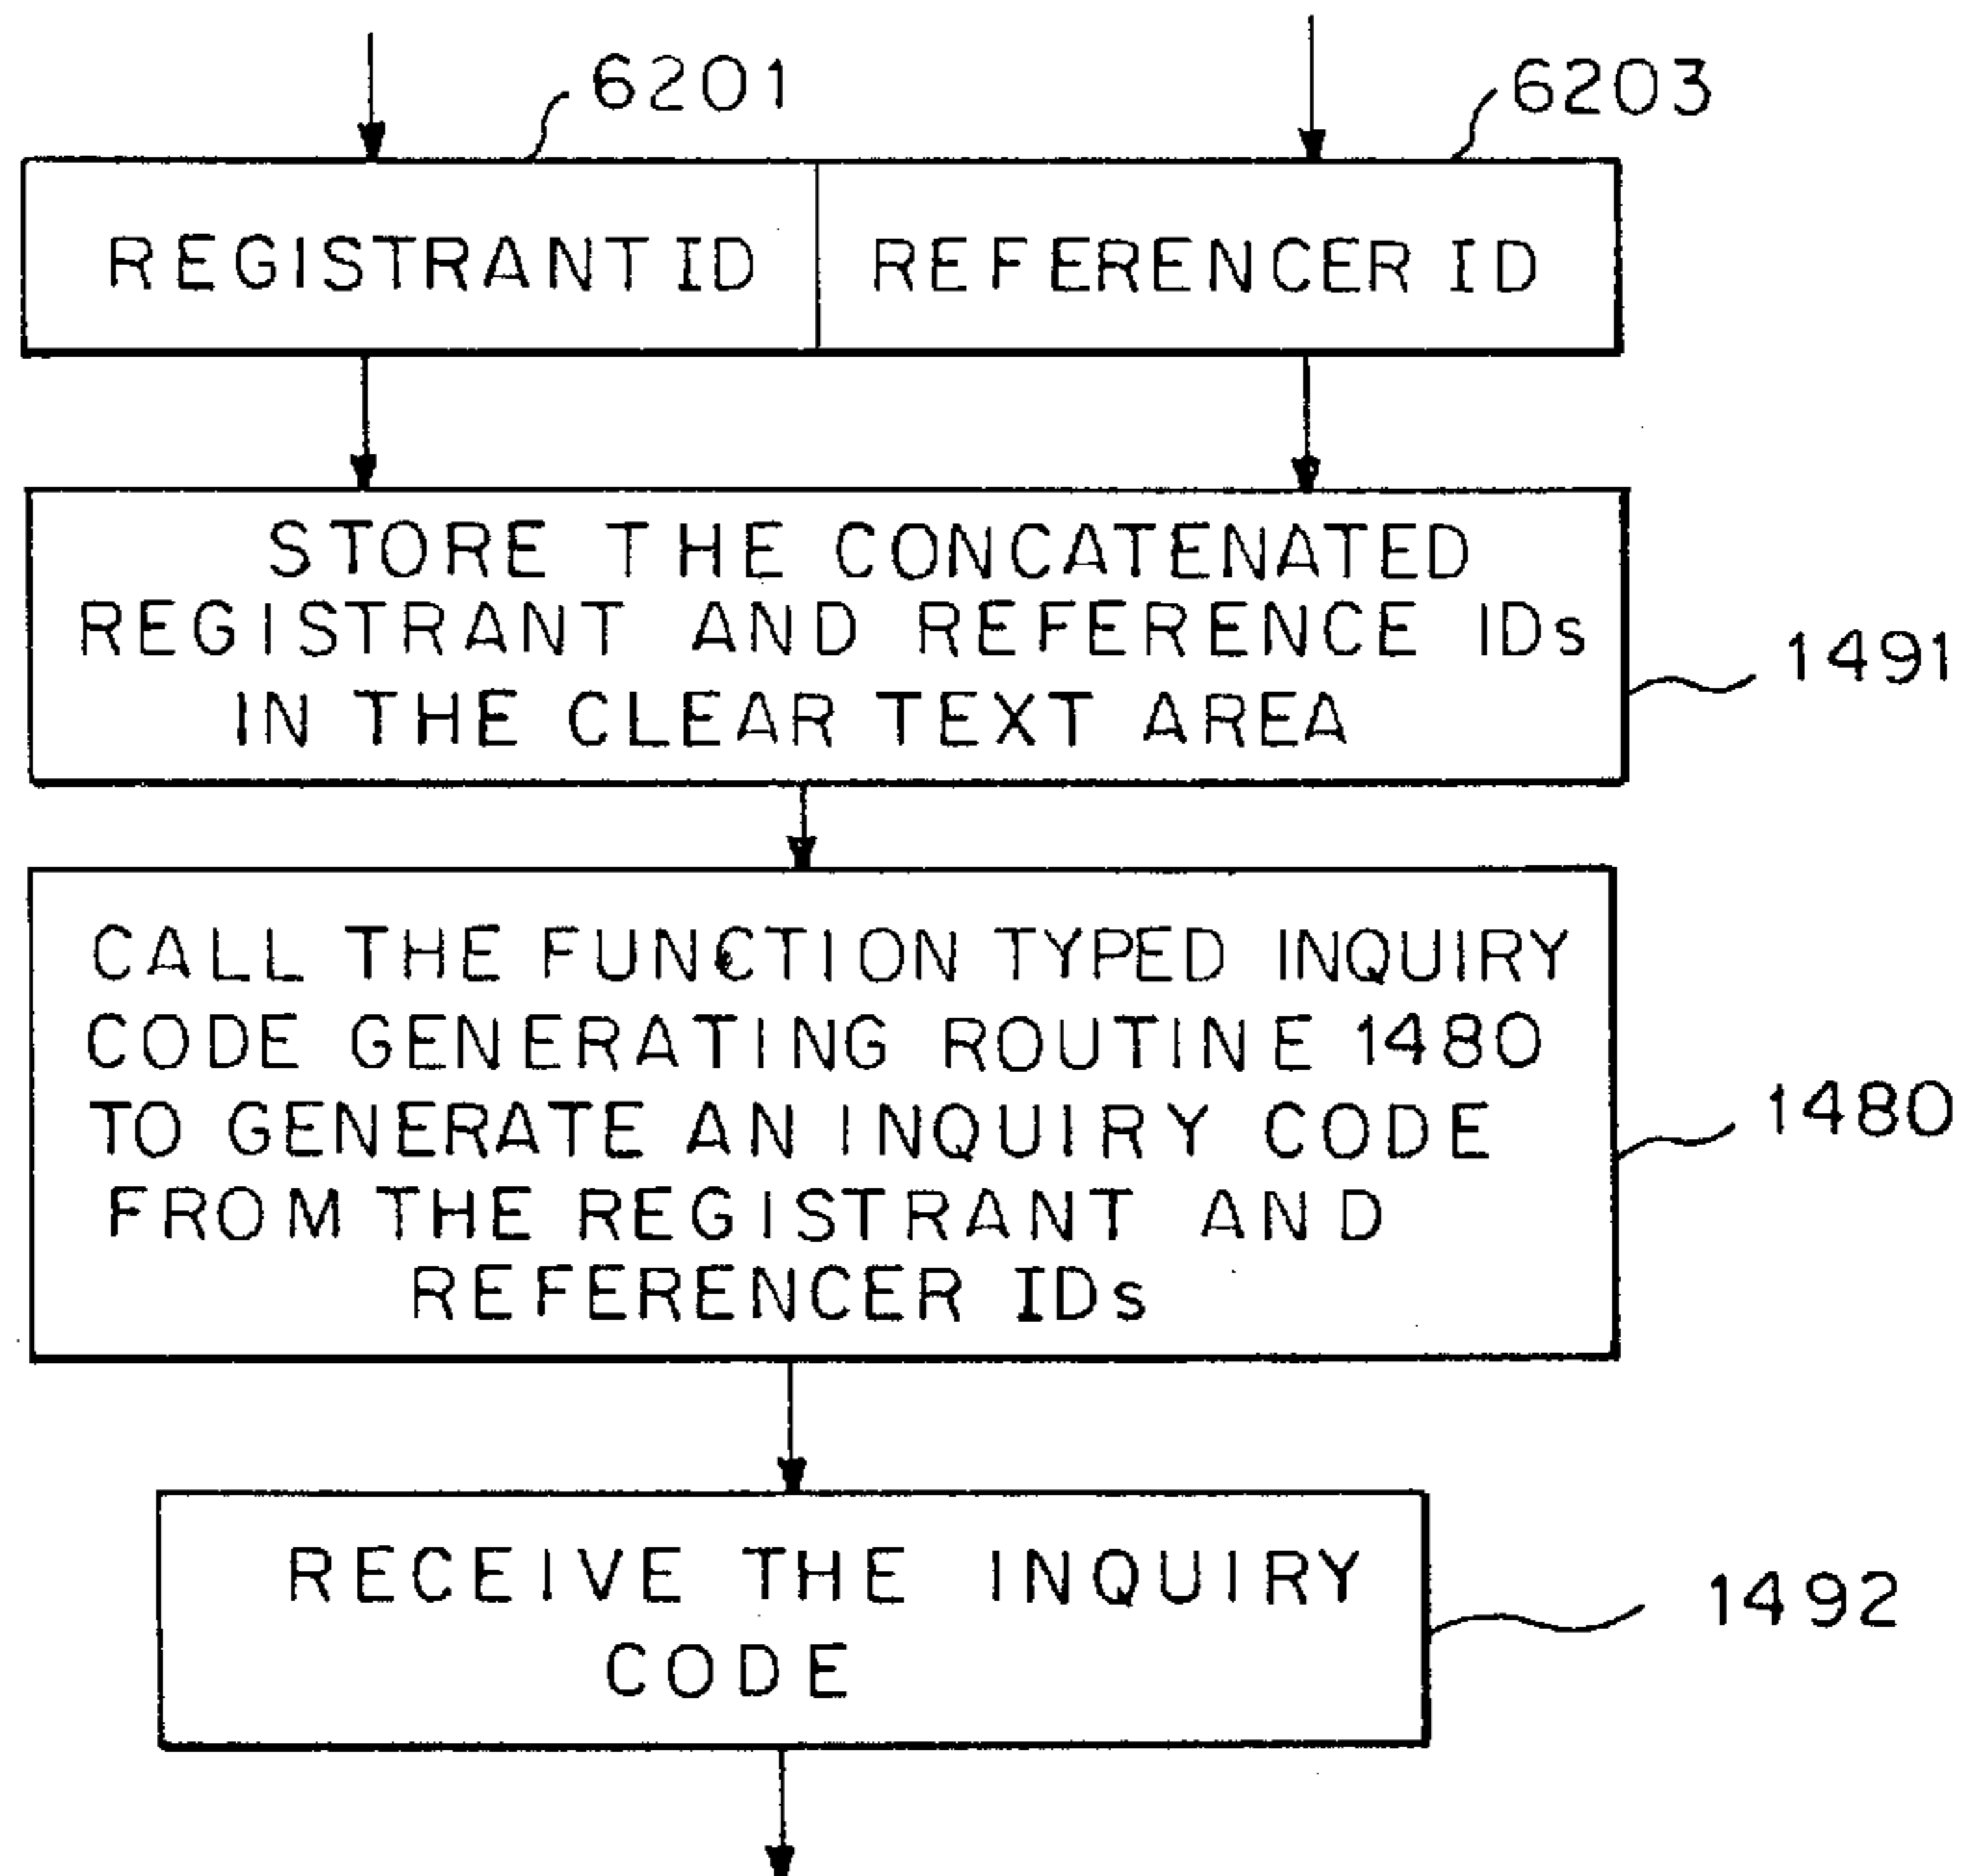 6201 6203
REGISTRANT ID REFERENCER ID
STORE THE CONCATENATED
REGISTRANT AND REFERENCE IDs
IN THE CLEAR TEXT AREA
1491
CALL THE FUNCTION TYPED INQUIRY
CODE GENERATING ROUTINE 1480
TO GENERATE AN INQUIRY CODE
FROM THE REGISTRANT AND
REFERENCER IDs
1480
RECEIVE THE INQUIRY
CODE
1492